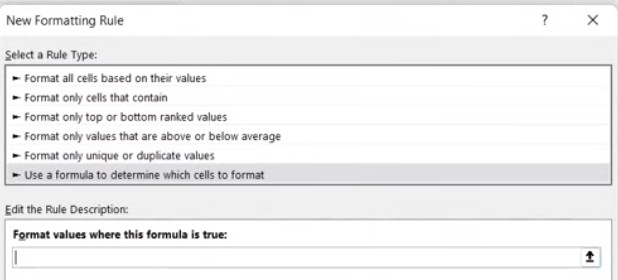 New Formatting Rule ? ×
Select a Rule Type:
► Format all cells based on their values
► Format only cells that contain
► Format only top or bottom ranked values
► Format only values that are above or below average
► Format only unique or duplicate values
► Use a formula to determine which cells to format
Edit the Rule Description:
Format values where this formula is true: